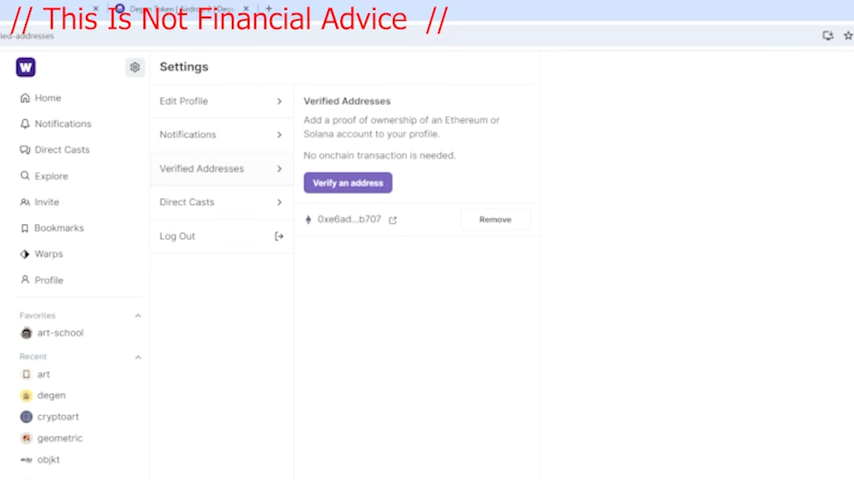 // This Is Not Financial Advice //
ied-addresses
W
Settings
Home
Notifications
Direct Casts
Explore
Invite
Bookmarks
Warps
Profile
Favorites
art-school
Recent
art
degen
cryptoart
geometric
objkt
Edit Profile
Notifications
Verified Addresses
Direct Casts
Log Out
Verified Addresses
Add a proof of ownership of an Ethereum or
Solana account to your profile.
No onchain transaction is needed.
Verify an address
0xe6ad...b707
Remove